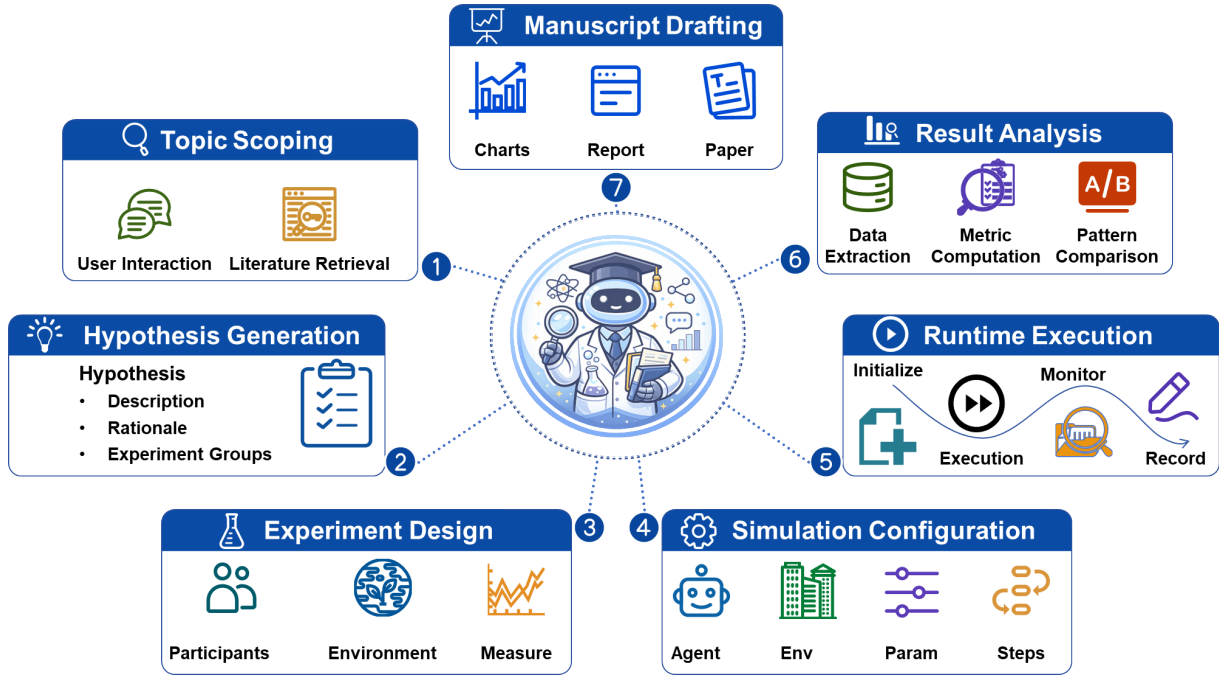 Manuscript Drafting
Charts
Report
Paper
7
Topic Scoping
User Interaction
Literature Retrieval
1
Hypothesis Generation
Hypothesis
• Description
• Rationale
• Experiment Groups
2
Experiment Design
Participants
Environment
Measure
3
Simulation Configuration
Agent
Env
Param
Steps
4
Runtime Execution
Initialize
Execution
Monitor
Record
5
Result Analysis
A/B
Data
Extraction
Metric
Computation
Pattern
Comparison
6
T